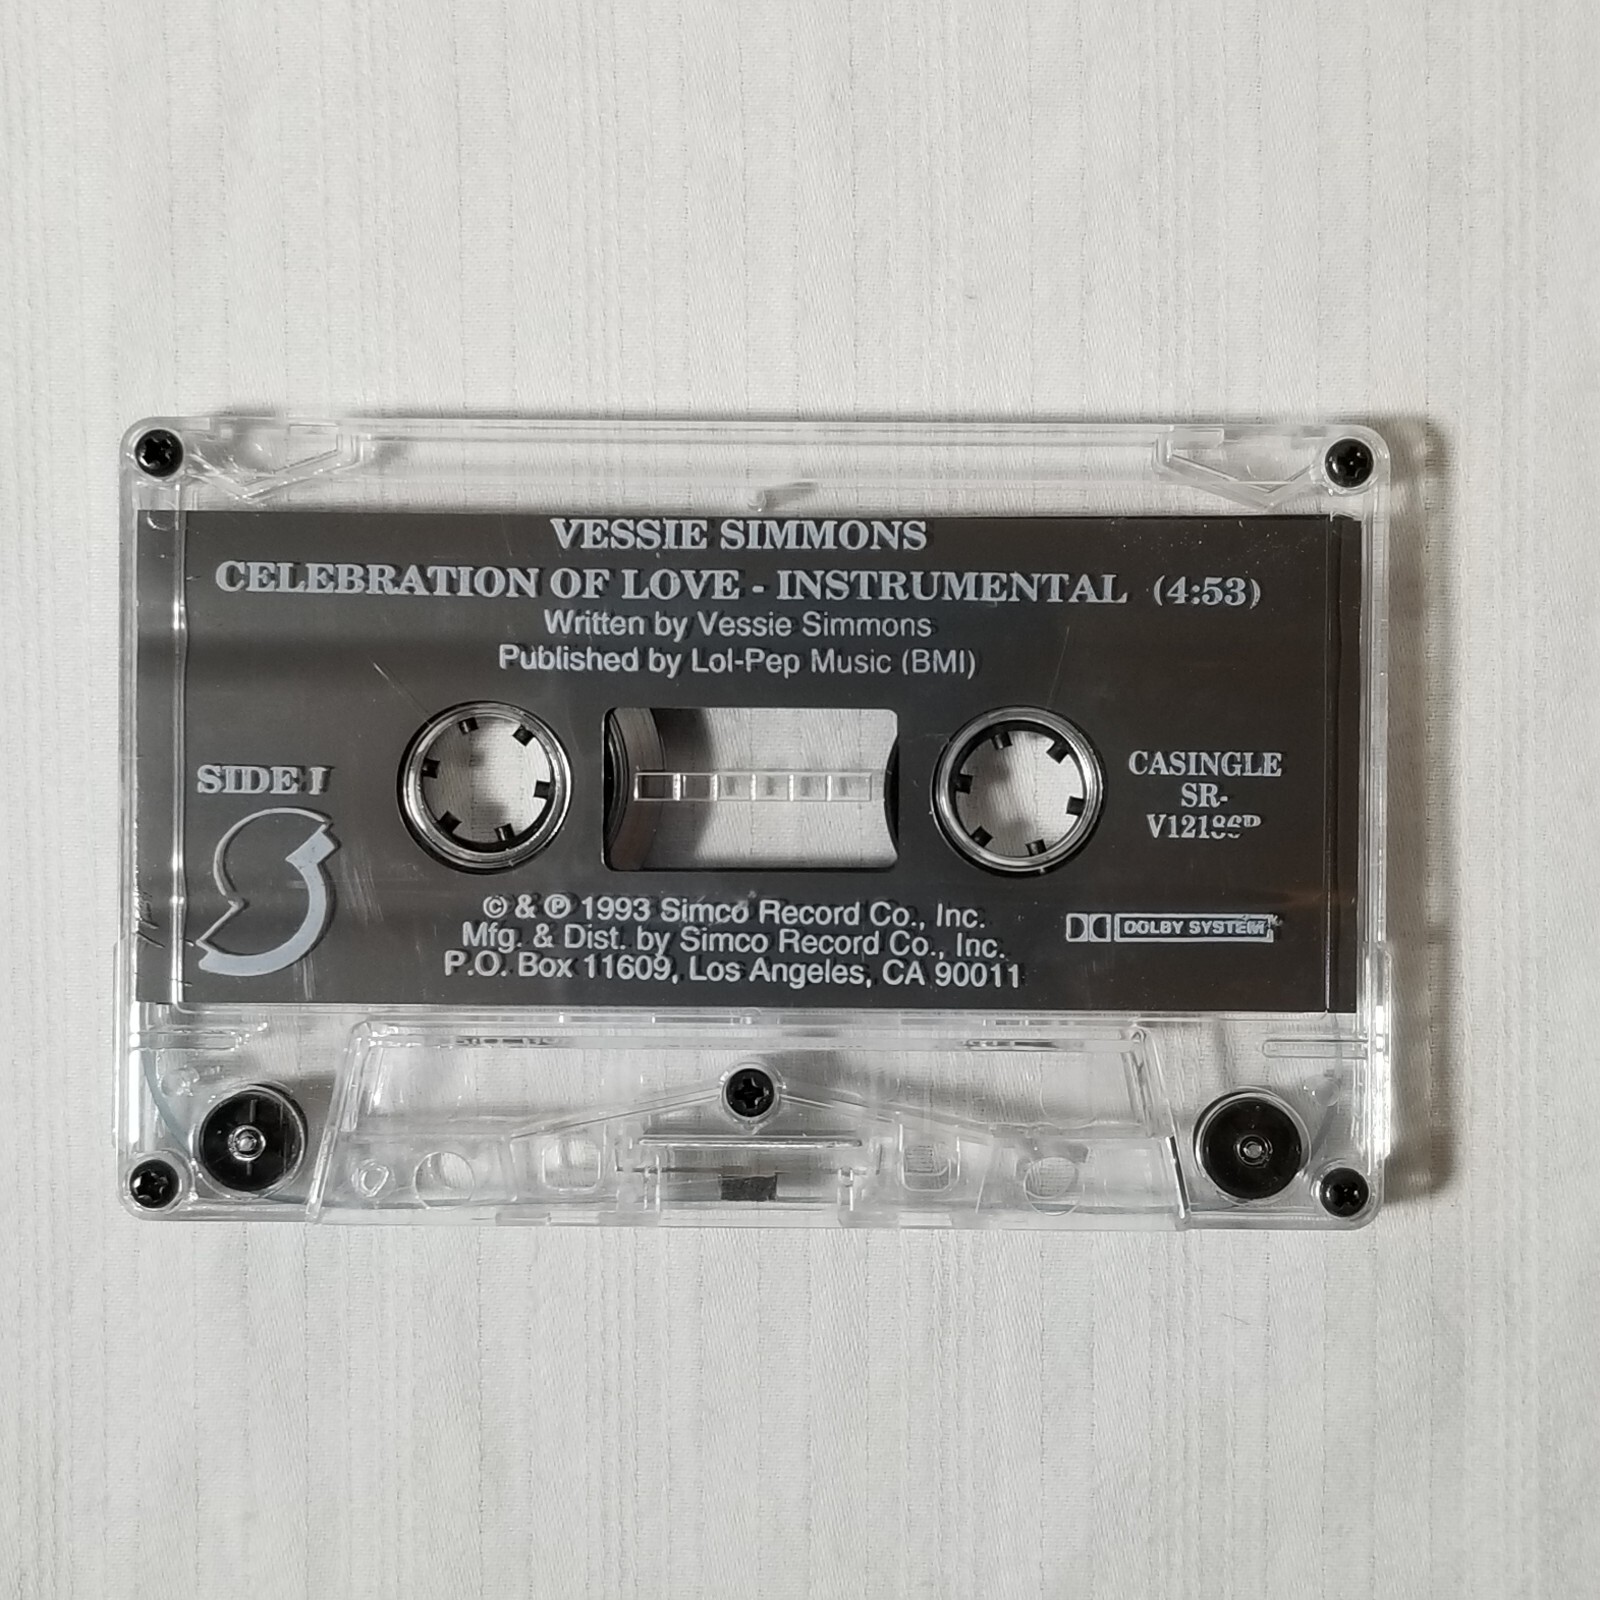 VESSIE SIMMONS
CELEBRATION OF LOVE - INSTRUMENTAL (4:53)
Written by Vessie Simmons
Published by Lol-Pep Music (BMI)
SIDE I
CASINGLE
SR-
© & ℗ 1993 Simco Record Co., Inc.
Mfg. & Dist. by Simco Record Co., Inc.
P.O. Box 11609, Los Angeles, CA 90011
DOLBY SYSTEM